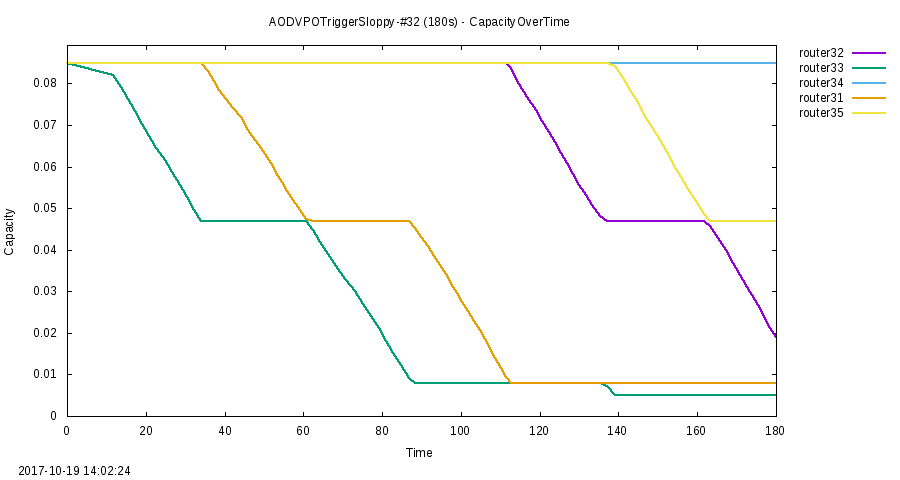 AODVPOTriggerSloppy-#32 (180s) - CapacityOverTime
router32
router33
router34
router31
router35
0.08
0.07
0.06
0.05
0.04
0.03
0.02
0.01
0
Capacity
0 20 40 60 80 100 120 140 160 180
Time
2017-10-19 14:02:24